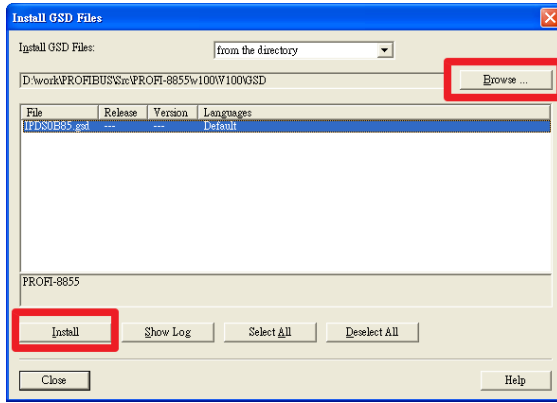 Install GSD Files
Install GSD Files: from the directory
D:\work\PROFIBUS\Src\PROFI-8855\w100\V100\GSD Browse ...
File Release Version Languages
IPDS0B85.gsd --- --- Default
PROFI-8855
Install Show Log Select All Deselect All
Close Help